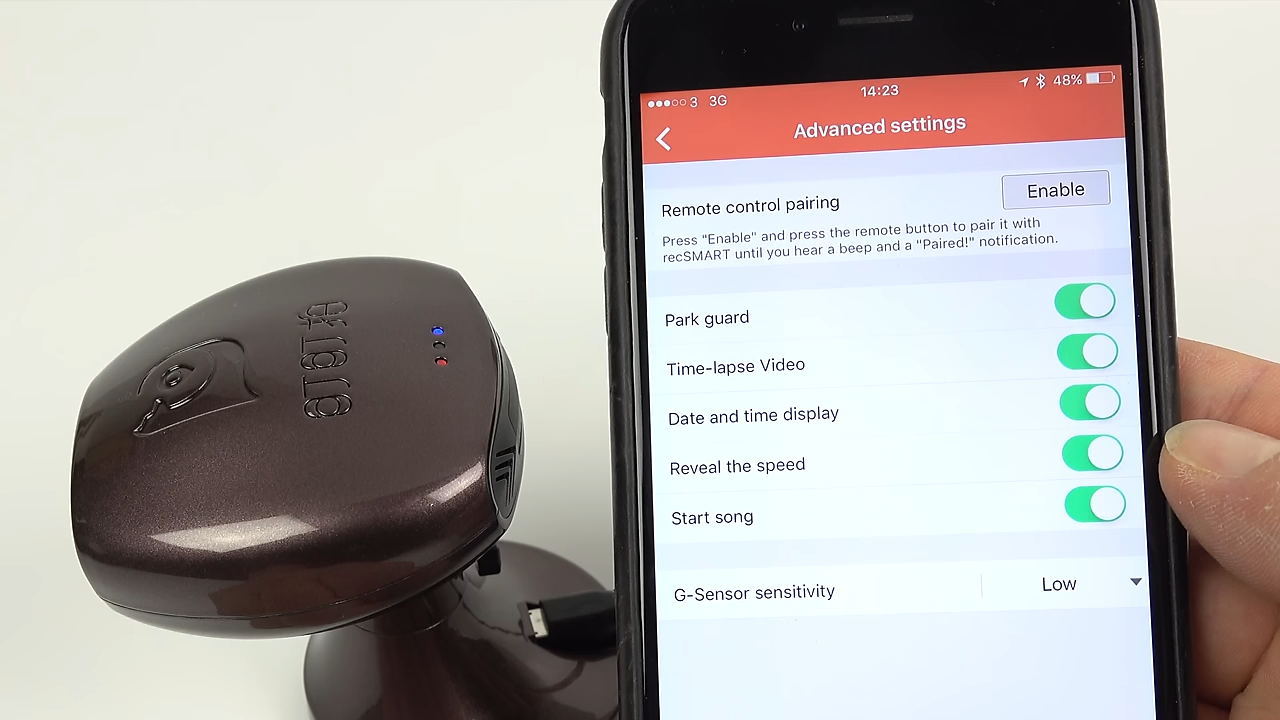 3 3G
14:23
48%
Advanced settings
Remote control pairing
Enable
Press "Enable" and press the remote button to pair it with
recSMART until you hear a beep and a "Paired!" notification.
Park guard
Time-lapse Video
Date and time display
Reveal the speed
Start song
G-Sensor sensitivity
Low